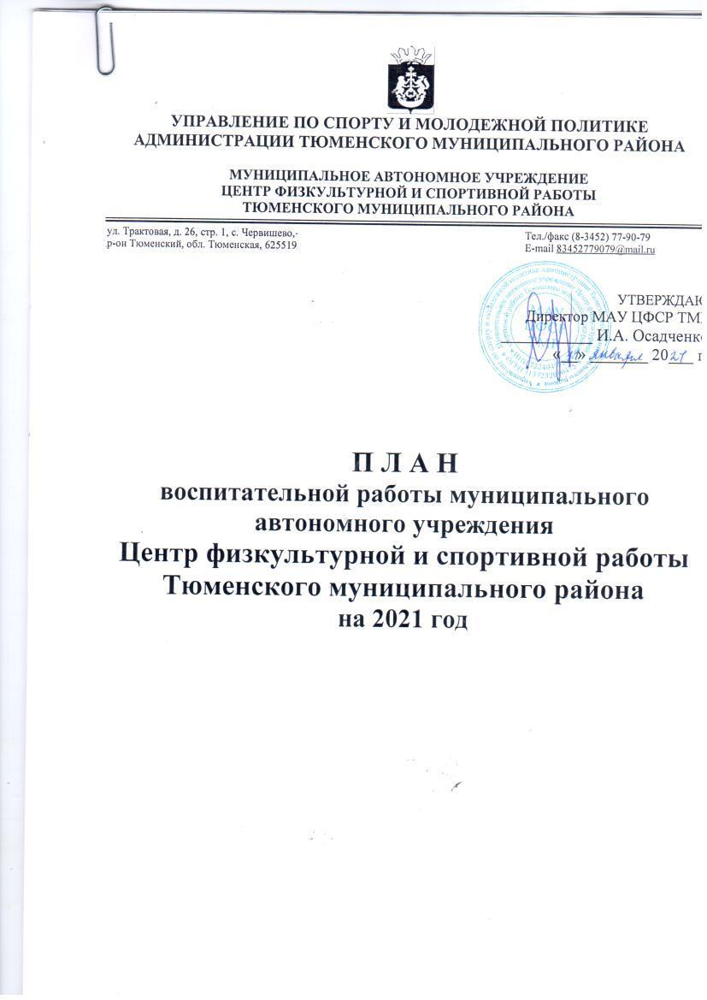 УПРАВЛЕНИЕ ПО СПОРТУ И МОЛОДЕЖНОЙ ПОЛИТИКЕ
АДМИНИСТРАЦИИ ТЮМЕНСКОГО МУНИЦИПАЛЬНОГО РАЙОНА
МУНИЦИПАЛЬНОЕ АВТОНОМНОЕ УЧРЕЖДЕНИЕ
ЦЕНТР ФИЗКУЛЬТУРНОЙ И СПОРТИВНОЙ РАБОТЫ
ТЮМЕНСКОГО МУНИЦИПАЛЬНОГО РАЙОНА
ул. Трактовая, д. 26, стр. 1, с. Червишево,-
р-он Тюменский, обл. Тюменская, 625519
Тел./факс (8-3452) 77-90-79
E-mail 83452779079@mail.ru
УТВЕРЖДАЮ
Директор МАУ ЦФСР ТМ
И.А. Осадченко
« » января 2021 г
П Л А Н
воспитательной работы муниципального
автономного учреждения
Центр физкультурной и спортивной работы
Тюменского муниципального района
на 2021 год